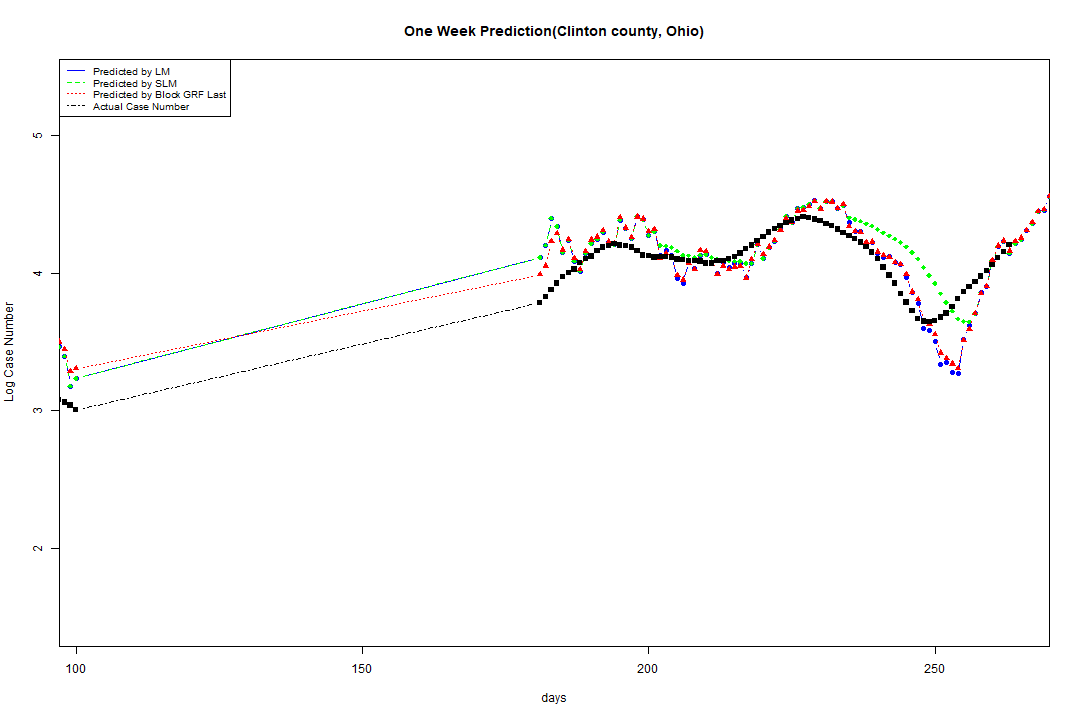 One Week Prediction(Clinton county, Ohio)
Predicted by LM
Predicted by SLM
Predicted by Block GRF Last
Actual Case Number
5
4
3
2
Log Case Number
100 150 200 250
days